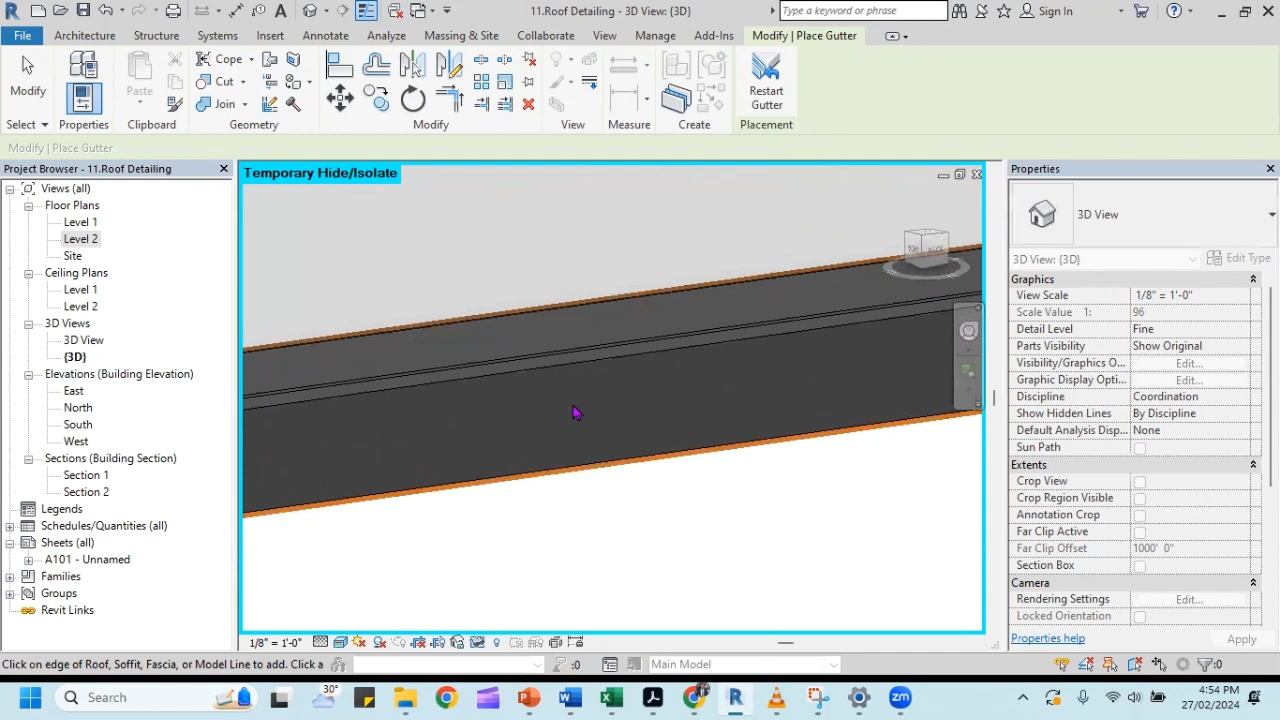 11.Roof Detailing - 3D View: {3D}
Type a keyword or phrase
Sign In
File
Architecture
Structure
Systems
Insert
Annotate
Analyze
Massing & Site
Collaborate
View
Manage
Add-Ins
Modify | Place Gutter
Modify
Paste
Cope
Cut
Join
Restart
Gutter
Select
Properties
Clipboard
Geometry
Modify
View
Measure
Create
Placement
Modify | Place Gutter
Project Browser - 11.Roof Detailing
Views (all)
Floor Plans
Level 1
Level 2
Site
Ceiling Plans
Level 1
Level 2
3D Views
3D View
{3D}
Elevations (Building Elevation)
East
North
South
West
Sections (Building Section)
Section 1
Section 2
Legends
Schedules/Quantities (all)
Sheets (all)
A101 - Unnamed
Families
Groups
Revit Links
Temporary Hide/Isolate
1/8" = 1'-0"
Properties
3D View
3D View: {3D}
Edit Type
Graphics
View Scale 1/8" = 1'-0"
Scale Value 1: 96
Detail Level Fine
Parts Visibility Show Original
Visibility/Graphics O... Edit...
Graphic Display Opti... Edit...
Discipline Coordination
Show Hidden Lines By Discipline
Default Analysis Disp... None
Sun Path
Extents
Crop View
Crop Region Visible
Annotation Crop
Far Clip Active
Far Clip Offset 1000' 0"
Section Box
Camera
Rendering Settings Edit...
Locked Orientation
Properties help
Apply
Click on edge of Roof, Soffit, Fascia, or Model Line to add. Click a
:0
Main Model
:0
Search
30°
4:54 PM
27/02/2024